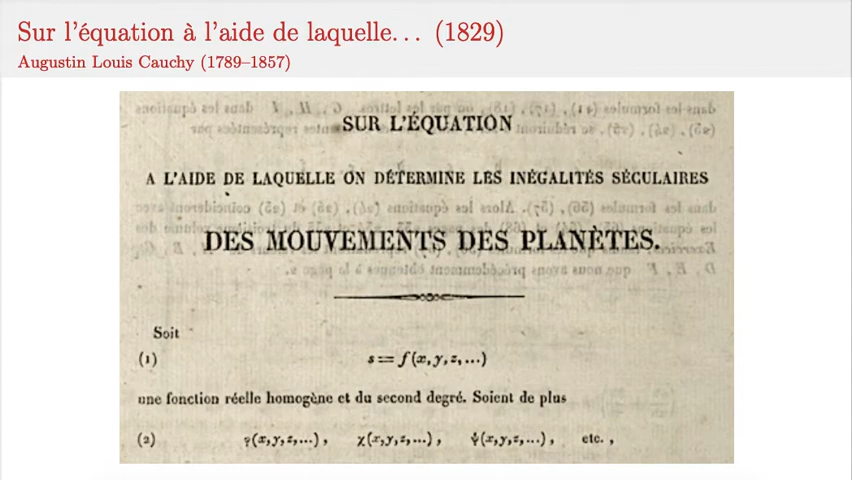 Sur l'équation à l'aide de laquelle... (1829)
Augustin Louis Cauchy (1789–1857)
SUR L'ÉQUATION
A L'AIDE DE LAQUELLE ON DÉTERMINE LES INÉGALITÉS SÉCULAIRES
DES MOUVEMENTS DES PLANÈTES.
Soit
(1) s = f(x, y, z, ...)
une fonction réelle homogène et du second degré. Soient de plus
(2) φ(x, y, z, ...), χ(x, y, z, ...), ψ(x, y, z, ...), etc.,